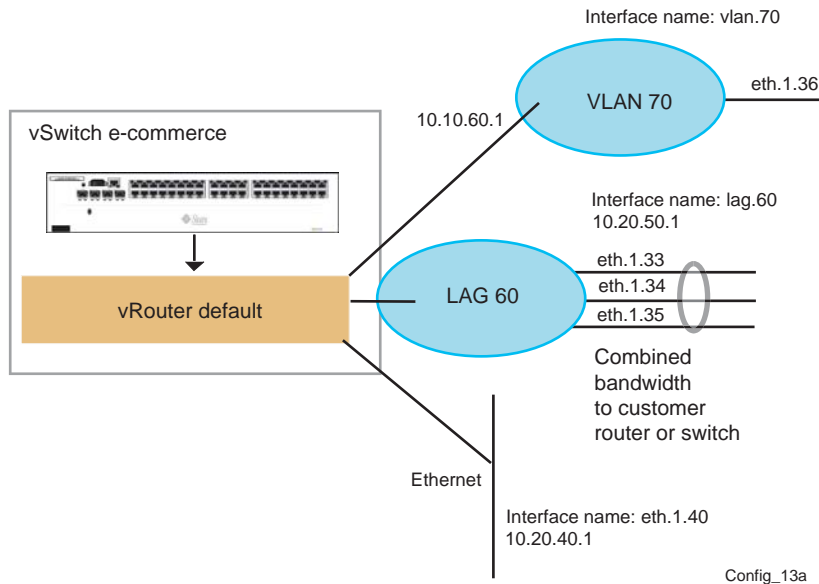 Interface name: vlan.70
VLAN 70
eth.1.36
10.10.60.1
vSwitch e-commerce
Sun
vRouter default
Interface name: lag.60
10.20.50.1
LAG 60
eth.1.33
eth.1.34
eth.1.35
Combined
bandwidth
to customer
router or switch
Ethernet
Interface name: eth.1.40
10.20.40.1
Config_13a